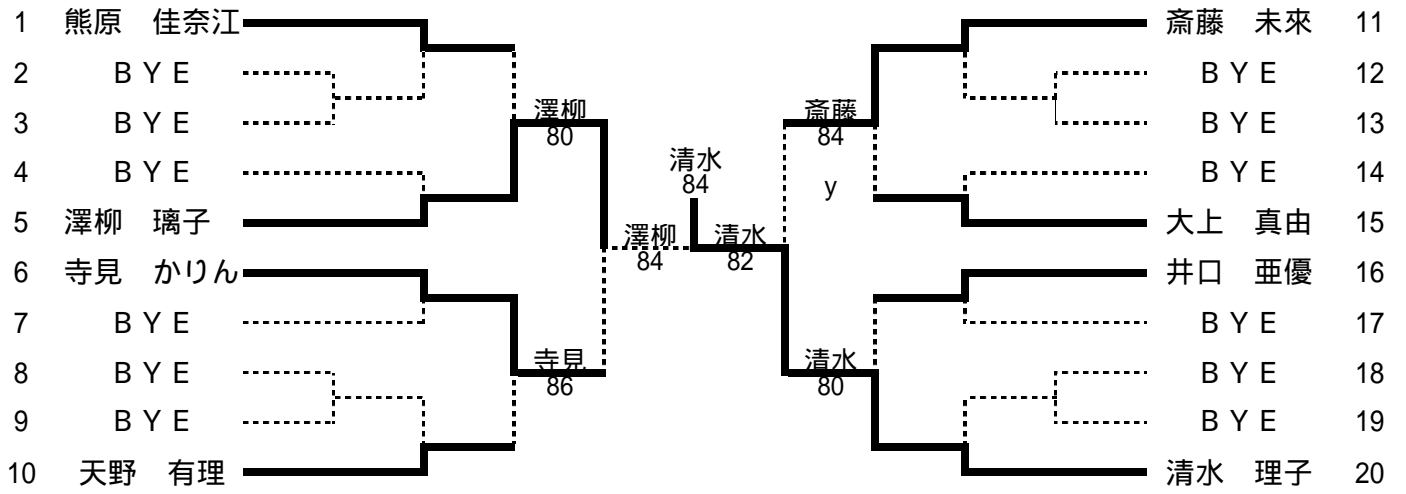 1 熊原 佳奈江
2 ＢＹＥ
3 ＢＹＥ
4 ＢＹＥ
5 澤柳 璃子
6 寺見 かりん
7 ＢＹＥ
8 ＢＹＥ
9 ＢＹＥ
10 天野 有理
澤柳
80
寺見
86
澤柳
84
清水
84
清水
82
斎藤
84
y
清水
80
斎藤 未來 11
ＢＹＥ 12
ＢＹＥ 13
ＢＹＥ 14
大上 真由 15
井口 亜優 16
ＢＹＥ 17
ＢＹＥ 18
ＢＹＥ 19
清水 理子 20